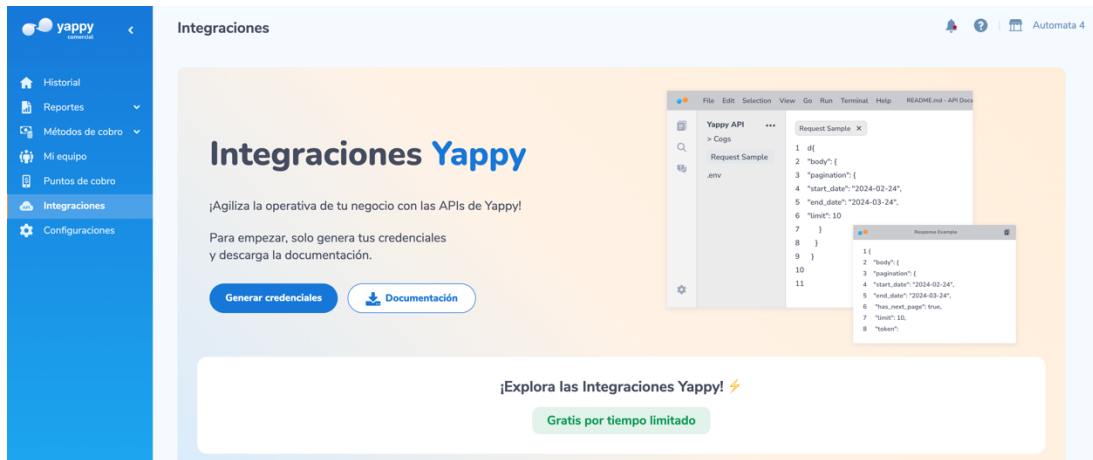 yappy
comercial
Historial
Reportes
Métodos de cobro
Mi equipo
Puntos de cobro
Integraciones
Configuraciones
Integraciones
Automata 4
Integraciones Yappy
¡Agiliza la operativa de tu negocio con las APIs de Yappy!
Para empezar, solo genera tus credenciales
y descarga la documentación.
Generar credenciales
Documentación
File Edit Selection View Go Run Terminal Help README.md - API Docs
Yappy API
> Cogs
Request Sample
.env
Request Sample
1 d{
2 "body": {
3 "pagination": {
4 "start_date": "2024-02-24",
5 "end_date": "2024-03-24",
6 "limit": 10
7 }
8 }
9 }
10
11
Response Example
1 {
2 "body": {
3 "pagination": {
4 "start_date": "2024-02-24",
5 "end_date": "2024-03-24",
6 "has_next_page": true,
7 "limit": 10,
8 "token":
¡Explora las Integraciones Yappy! ⚡
Gratis por tiempo limitado